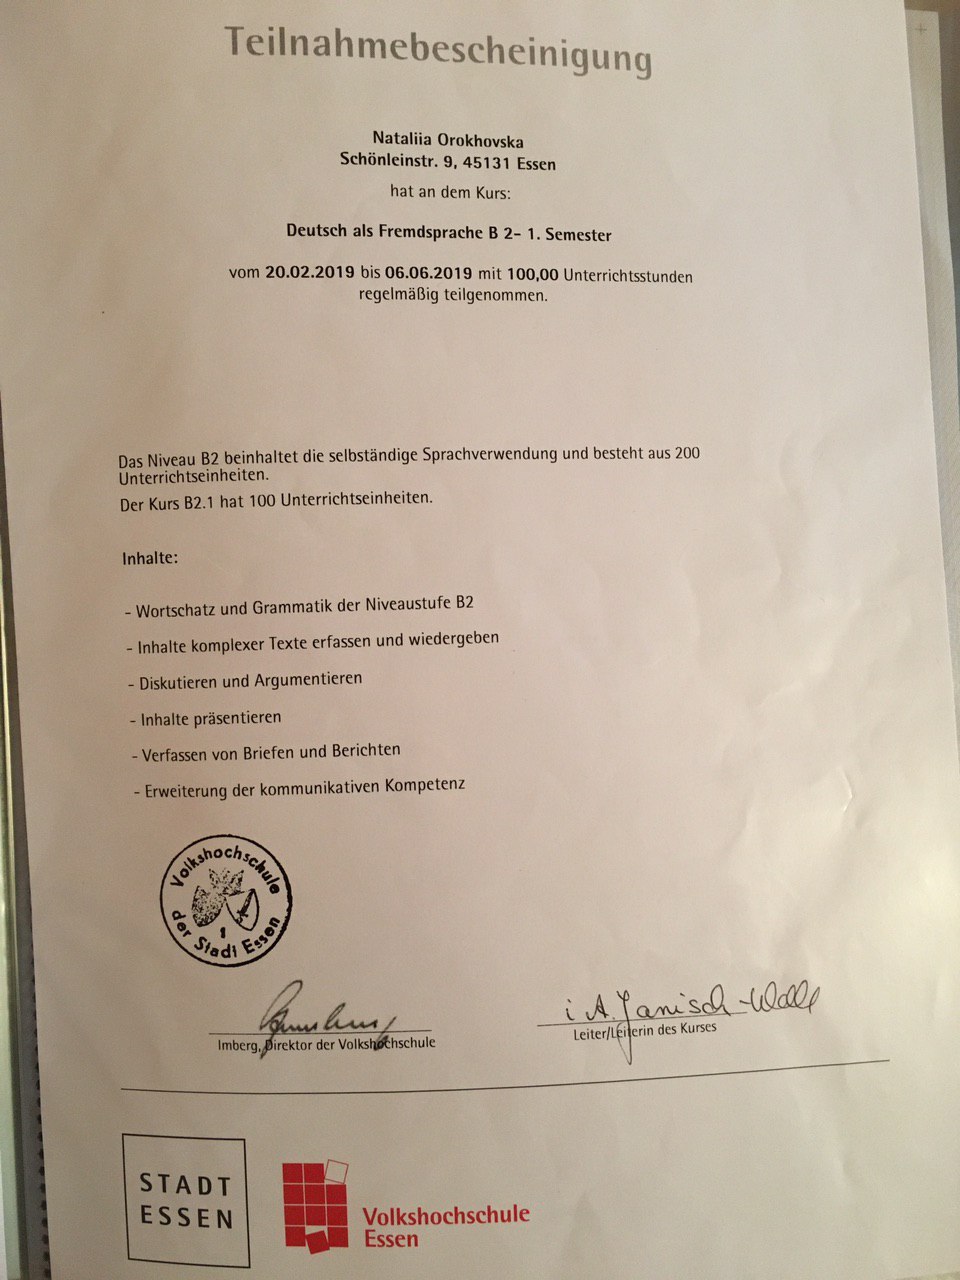 Teilnahmebescheinigung
Nataliia Orokhovska
Schönleinstr. 9, 45131 Essen
hat an dem Kurs:
Deutsch als Fremdsprache B 2- 1. Semester
vom 20.02.2019 bis 06.06.2019 mit 100,00 Unterrichtsstunden
regelmäßig teilgenommen.
Das Niveau B2 beinhaltet die selbständige Sprachverwendung und besteht aus 200
Unterrichtseinheiten.
Der Kurs B2.1 hat 100 Unterrichtseinheiten.
Inhalte:
- Wortschatz und Grammatik der Niveaustufe B2
- Inhalte komplexer Texte erfassen und wiedergeben
- Diskutieren und Argumentieren
- Inhalte präsentieren
- Verfassen von Briefen und Berichten
- Erweiterung der kommunikativen Kompetenz
Volkshochschule
der Stadt Essen
1
i A. Janisch-
Imberg, Direktor der Volkshochschule
Leiter/Leiterin des Kurses
STADT
ESSEN
Volkshochschule
Essen